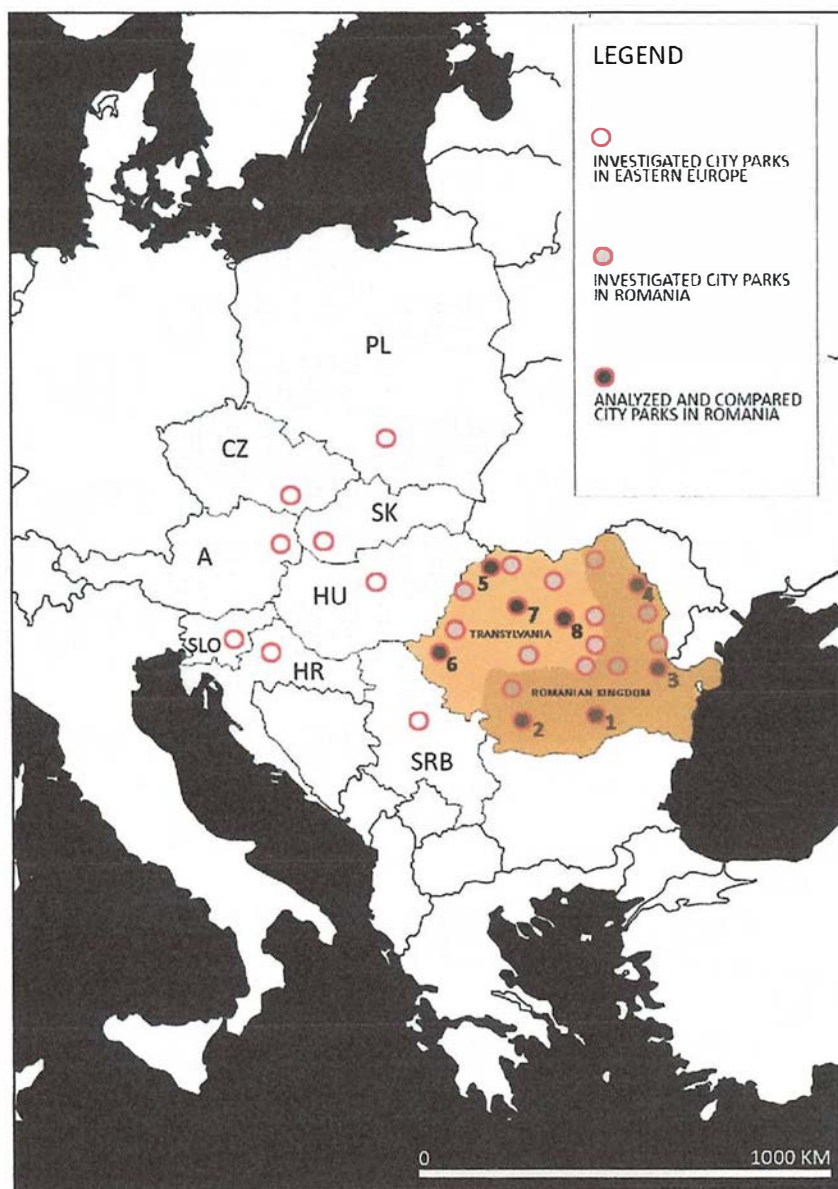 LEGEND
INVESTIGATED CITY PARKS
IN EASTERN EUROPE
INVESTIGATED CITY PARKS
IN ROMANIA
ANALYZED AND COMPARED
CITY PARKS IN ROMANIA
PL
CZ
SK
A
HU
SLO
HR
SRB
5
4
7
8
TRANSYLVANIA
6
3
ROMANIAN KINGDOM
2
1
0
1000 KM